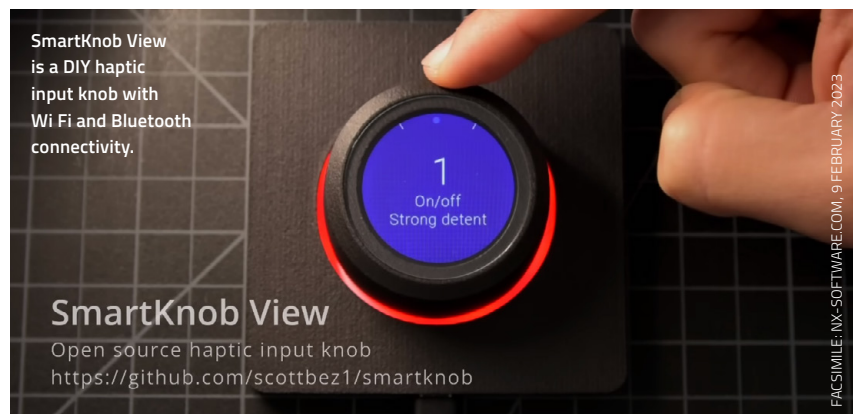 SmartKnob View
is a DIY haptic
input knob with
Wi Fi and Bluetooth
connectivity.
1
On/off
Strong detent
SmartKnob View
Open source haptic input knob
https://github.com/scottbez1/smartknob
FACSIMILE: NX-SOFTWARE.COM, 9 FEBRUARY 2023